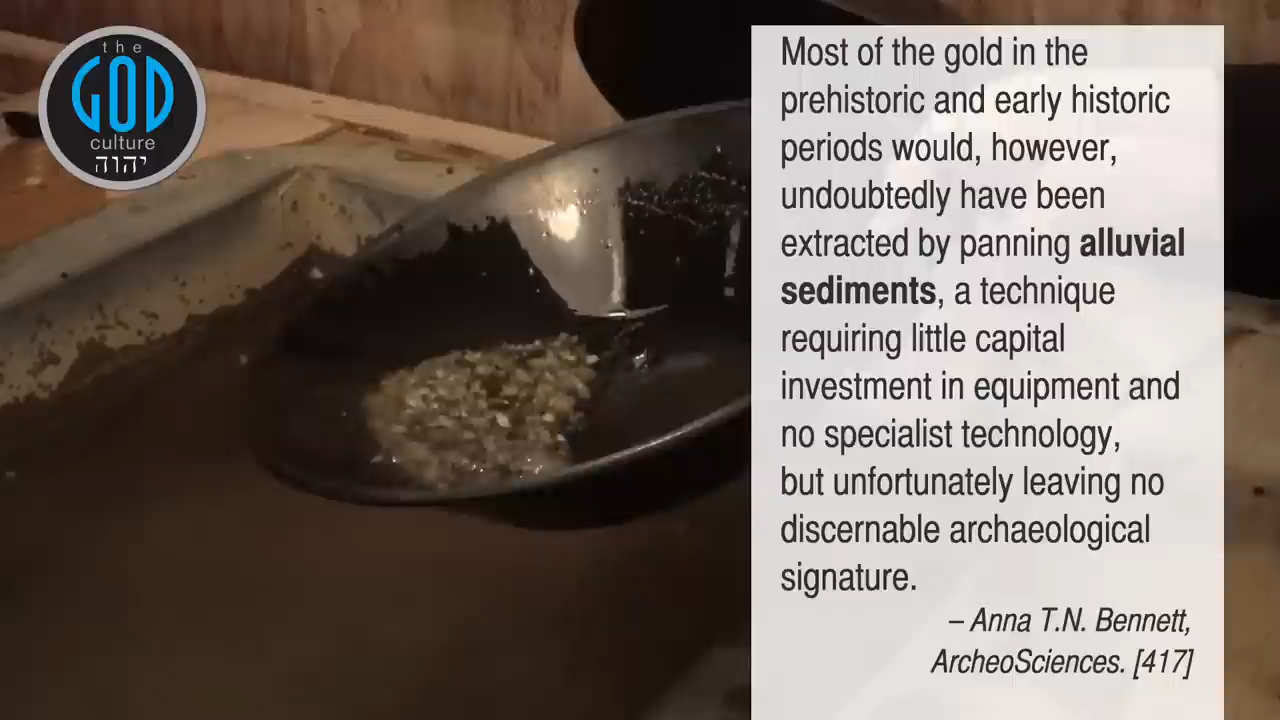 the
GOD
culture
יהוה
Most of the gold in the
prehistoric and early historic
periods would, however,
undoubtedly have been
extracted by panning alluvial
sediments, a technique
requiring little capital
investment in equipment and
no specialist technology,
but unfortunately leaving no
discernable archaeological
signature.
– Anna T.N. Bennett,
ArcheoSciences. [417]